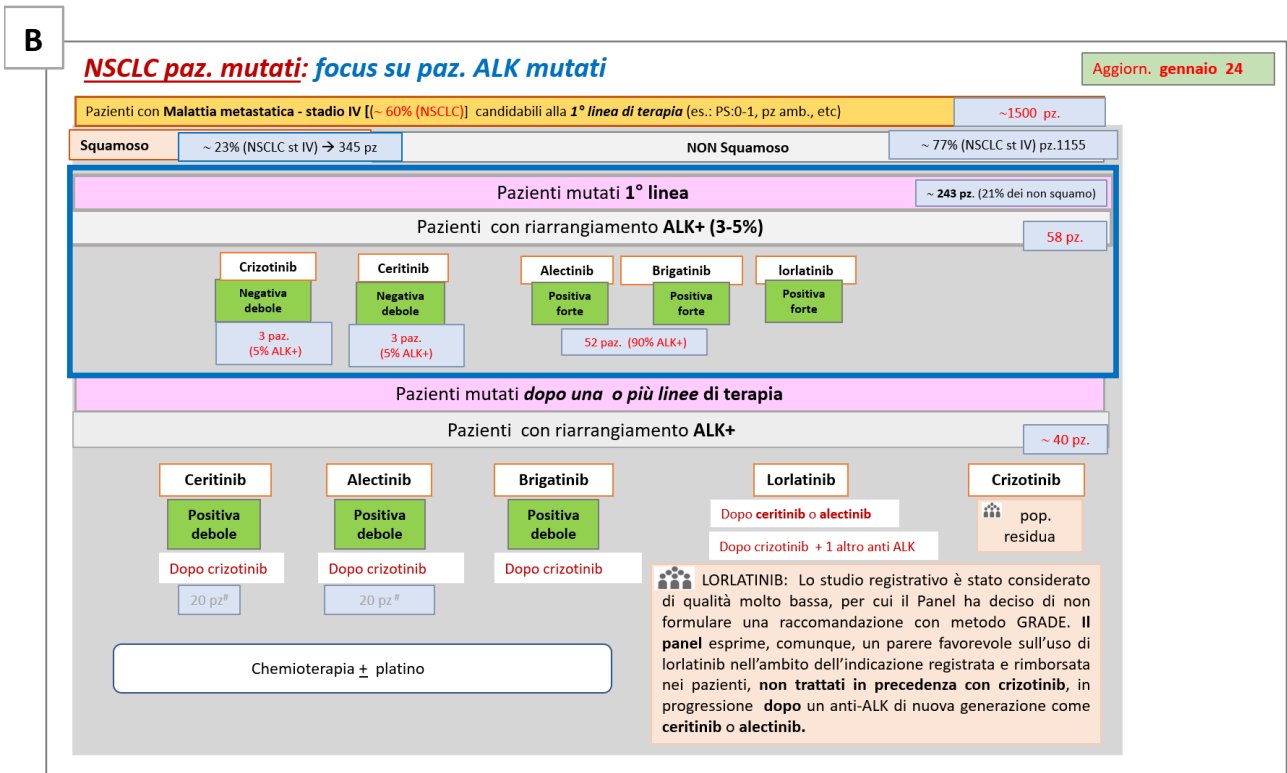 B
NSCLC paz. mutati: focus su paz. ALK mutati
Aggiorn. gennaio 24
Pazienti con Malattia metastatica - stadio IV [(~ 60% (NSCLC)] candidabili alla 1° linea di terapia (es.: PS:0-1, pz amb., etc)
~1500 pz.
Squamoso
~ 23% (NSCLC st IV) → 345 pz
NON Squamoso
~ 77% (NSCLC st IV) pz.1155
Pazienti mutati 1° linea
~ 243 pz. (21% dei non squamo)
Pazienti con riarrangiamento ALK+ (3-5%)
58 pz.
Crizotinib
Negativa
debole
3 paz.
(5% ALK+)
Ceritinib
Negativa
debole
3 paz.
(5% ALK+)
Alectinib
Positiva
forte
Brigatinib
Positiva
forte
52 paz. (90% ALK+)
lorlatinib
Positiva
forte
Pazienti mutati dopo una o più linee di terapia
Pazienti con riarrangiamento ALK+
~ 40 pz.
Ceritinib
Positiva
debole
Dopo crizotinib
20 pz#
Alectinib
Positiva
debole
Dopo crizotinib
20 pz#
Brigatinib
Positiva
debole
Dopo crizotinib
Lorlatinib
Dopo ceritinib o alectinib
Dopo crizotinib + 1 altro anti ALK
Crizotinib
pop.
residua
LORLATINIB: Lo studio registrativo è stato considerato
di qualità molto bassa, per cui il Panel ha deciso di non
formulare una raccomandazione con metodo GRADE. Il
panel esprime, comunque, un parere favorevole sull'uso di
lorlatinib nell'ambito dell'indicazione registrata e rimborsata
nei pazienti, non trattati in precedenza con crizotinib, in
progressione dopo un anti-ALK di nuova generazione come
ceritinib o alectinib.
Chemioterapia ± platino